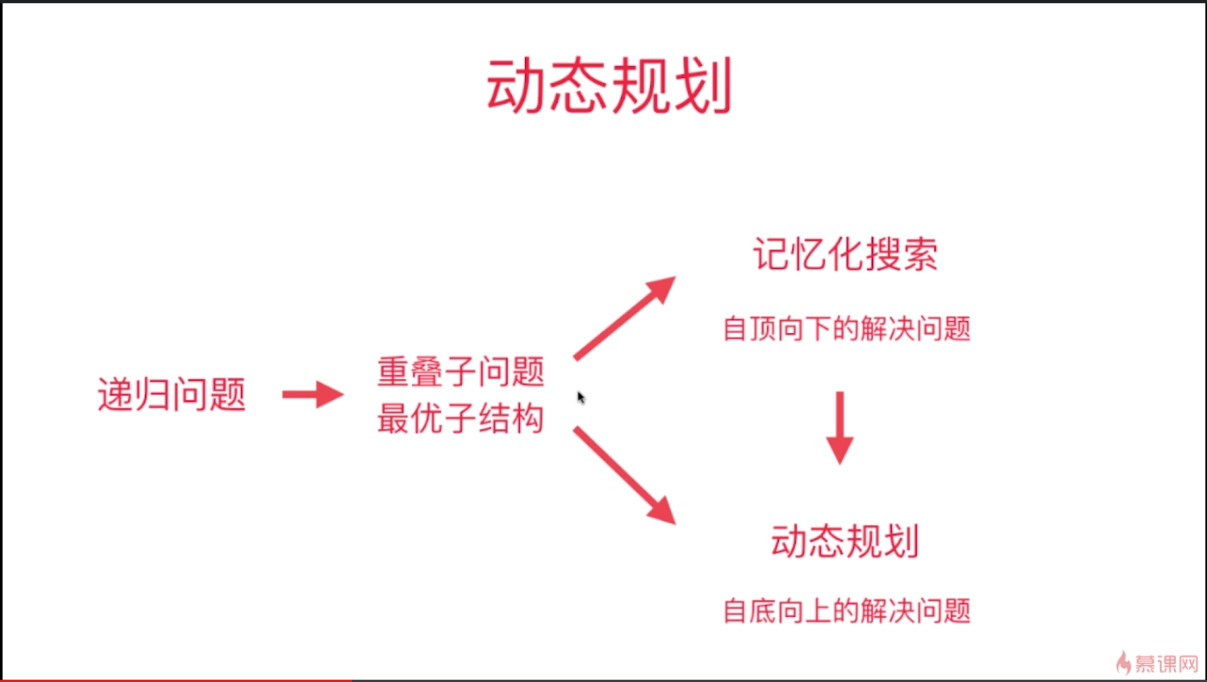 动态规划
记忆化搜索
自顶向下的解决问题
递归问题
重叠子问题
最优子结构
动态规划
自底向上的解决问题
慕课网